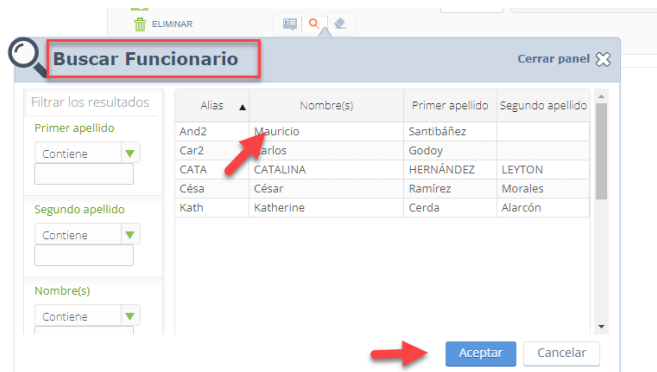 ELIMINAR
Buscar Funcionario
Cerrar panel
Filtrar los resultados
Primer apellido
Contiene
Segundo apellido
Contiene
Nombre(s)
Contiene
Alias Nombre(s) Primer apellido Segundo apellido
And2 Mauricio Santibáñez
Car2 Carlos Godoy
CATA CATALINA HERNÁNDEZ LEYTON
Césa César Ramírez Morales
Kath Katherine Cerda Alarcón
Aceptar Cancelar